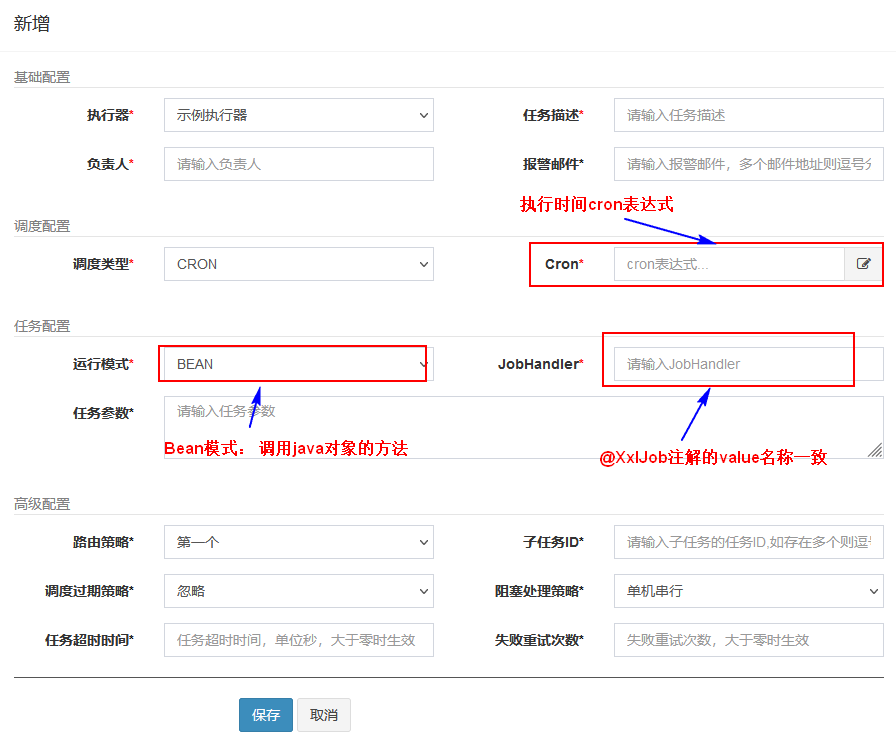 新增
基础配置
执行器* 示例执行器 任务描述* 请输入任务描述
负责人* 请输入负责人 报警邮件* 请输入报警邮件，多个邮件地址则逗号分
执行时间cron表达式
调度配置
调度类型* CRON Cron* cron表达式...
任务配置
运行模式* BEAN JobHandler* 请输入JobHandler
任务参数* 请输入任务参数
Bean模式： 调用java对象的方法
@XxlJob注解的value名称一致
高级配置
路由策略* 第一个 子任务ID* 请输入子任务的任务ID,如存在多个则逗
调度过期策略* 忽略 阻塞处理策略* 单机串行
任务超时时间* 任务超时时间，单位秒，大于零时生效 失败重试次数* 失败重试次数，大于零时生效
保存 取消